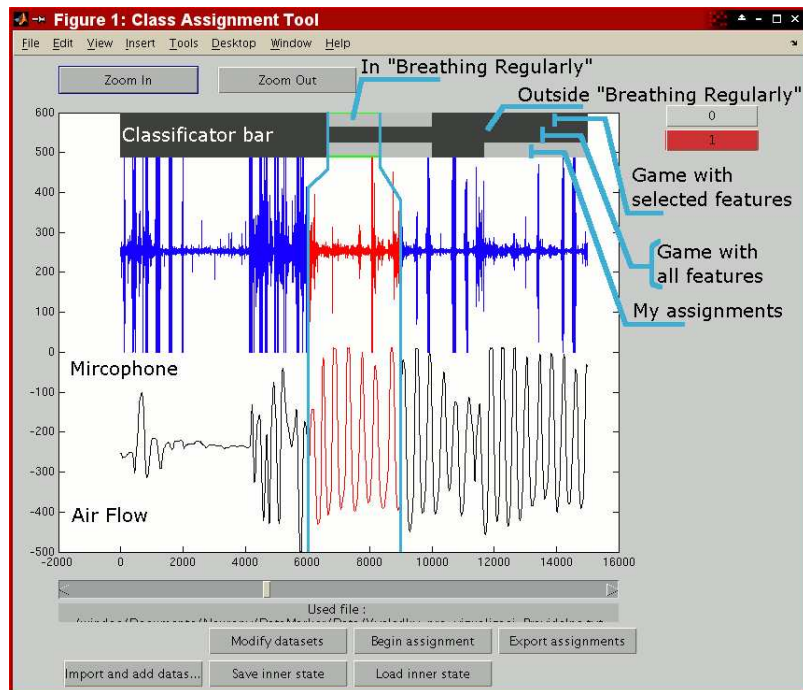 Figure 1: Class Assignment Tool
File Edit View Insert Tools Desktop Window Help
Zoom In
Zoom Out
In "Breathing Regularly"
Outside "Breathing Regularly"
Classificator bar
0
1
Game with
selected features
Game with
all features
My assignments
Mircophone
Air Flow
600
500
400
300
200
100
0
-100
-200
-300
-400
-500
-2000 0 2000 4000 6000 8000 10000 12000 14000 16000
Used file :
Modify datasets
Begin assignment
Export assignments
Import and add datas...
Save inner state
Load inner state